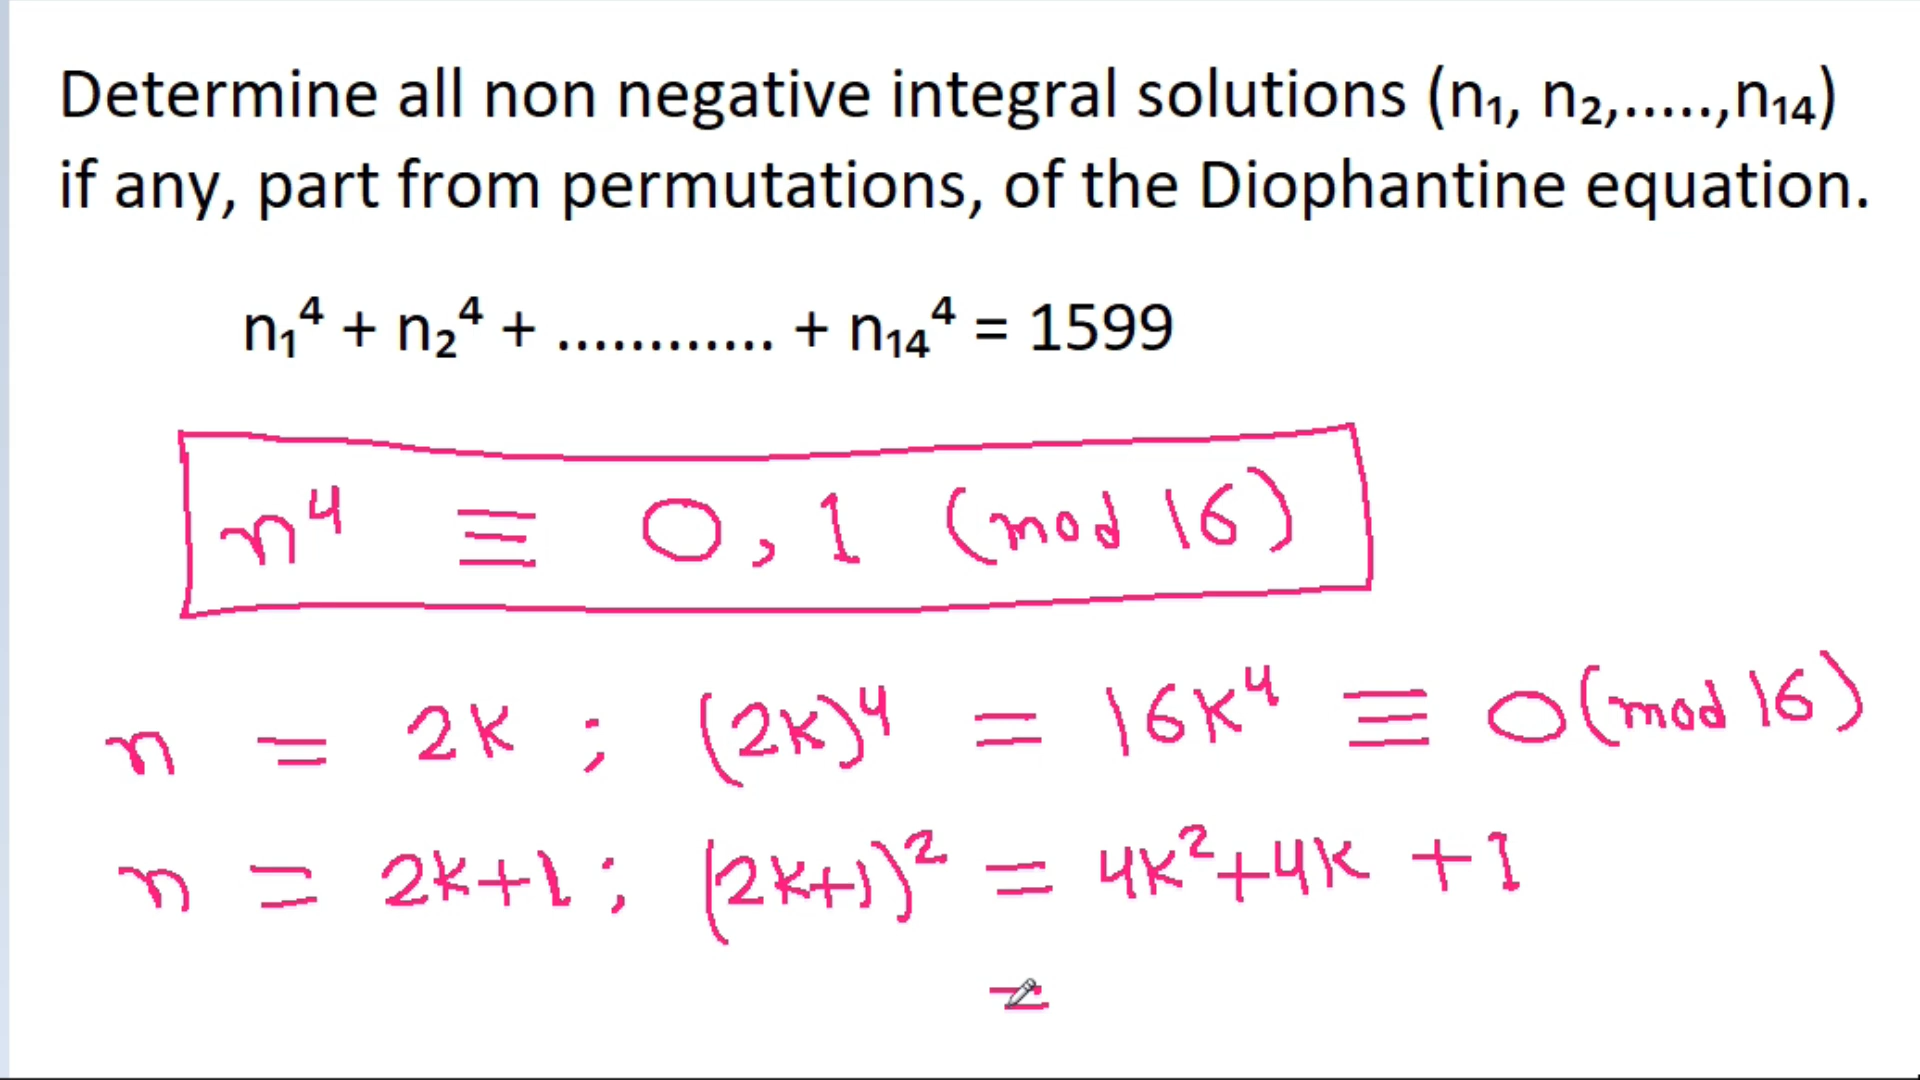 Determine all non negative integral solutions (n₁, n₂,.....,n₁₄)
if any, part from permutations, of the Diophantine equation.
n₁⁴ + n₂⁴ + ............ + n₁₄⁴ = 1599
n⁴ ≡ 0, 1 (mod 16)
n = 2k ; (2k)⁴ = 16k⁴ ≡ 0(mod 16)
n = 2k+1 ; (2k+1)² = 4k²+4k +1
=